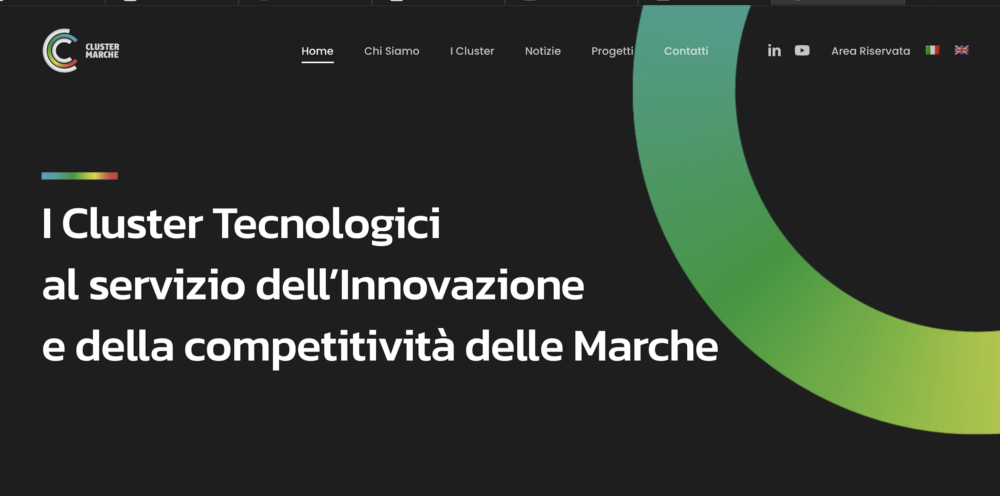 CLUSTER
MARCHE
Home Chi Siamo I Cluster Notizie Progetti Contatti in Area Riservata
I Cluster Tecnologici
al servizio dell’Innovazione
e della competitività delle Marche